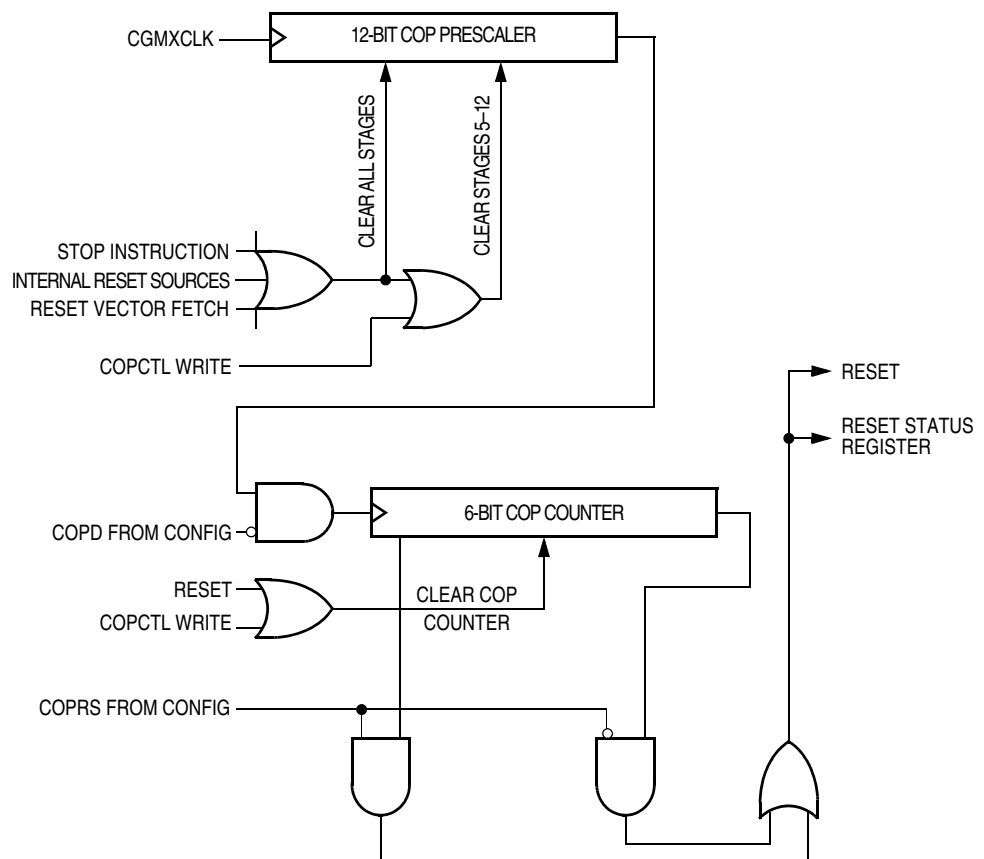 12-BIT COP PRESCALER
CGMXCLK
CLEAR ALL STAGES
CLEAR STAGES 5–12
STOP INSTRUCTION
INTERNAL RESET SOURCES
RESET VECTOR FETCH
COPCTL WRITE
RESET
RESET STATUS
REGISTER
6-BIT COP COUNTER
COPD FROM CONFIG
RESET
CLEAR COP
COUNTER
COPCTL WRITE
COPRS FROM CONFIG